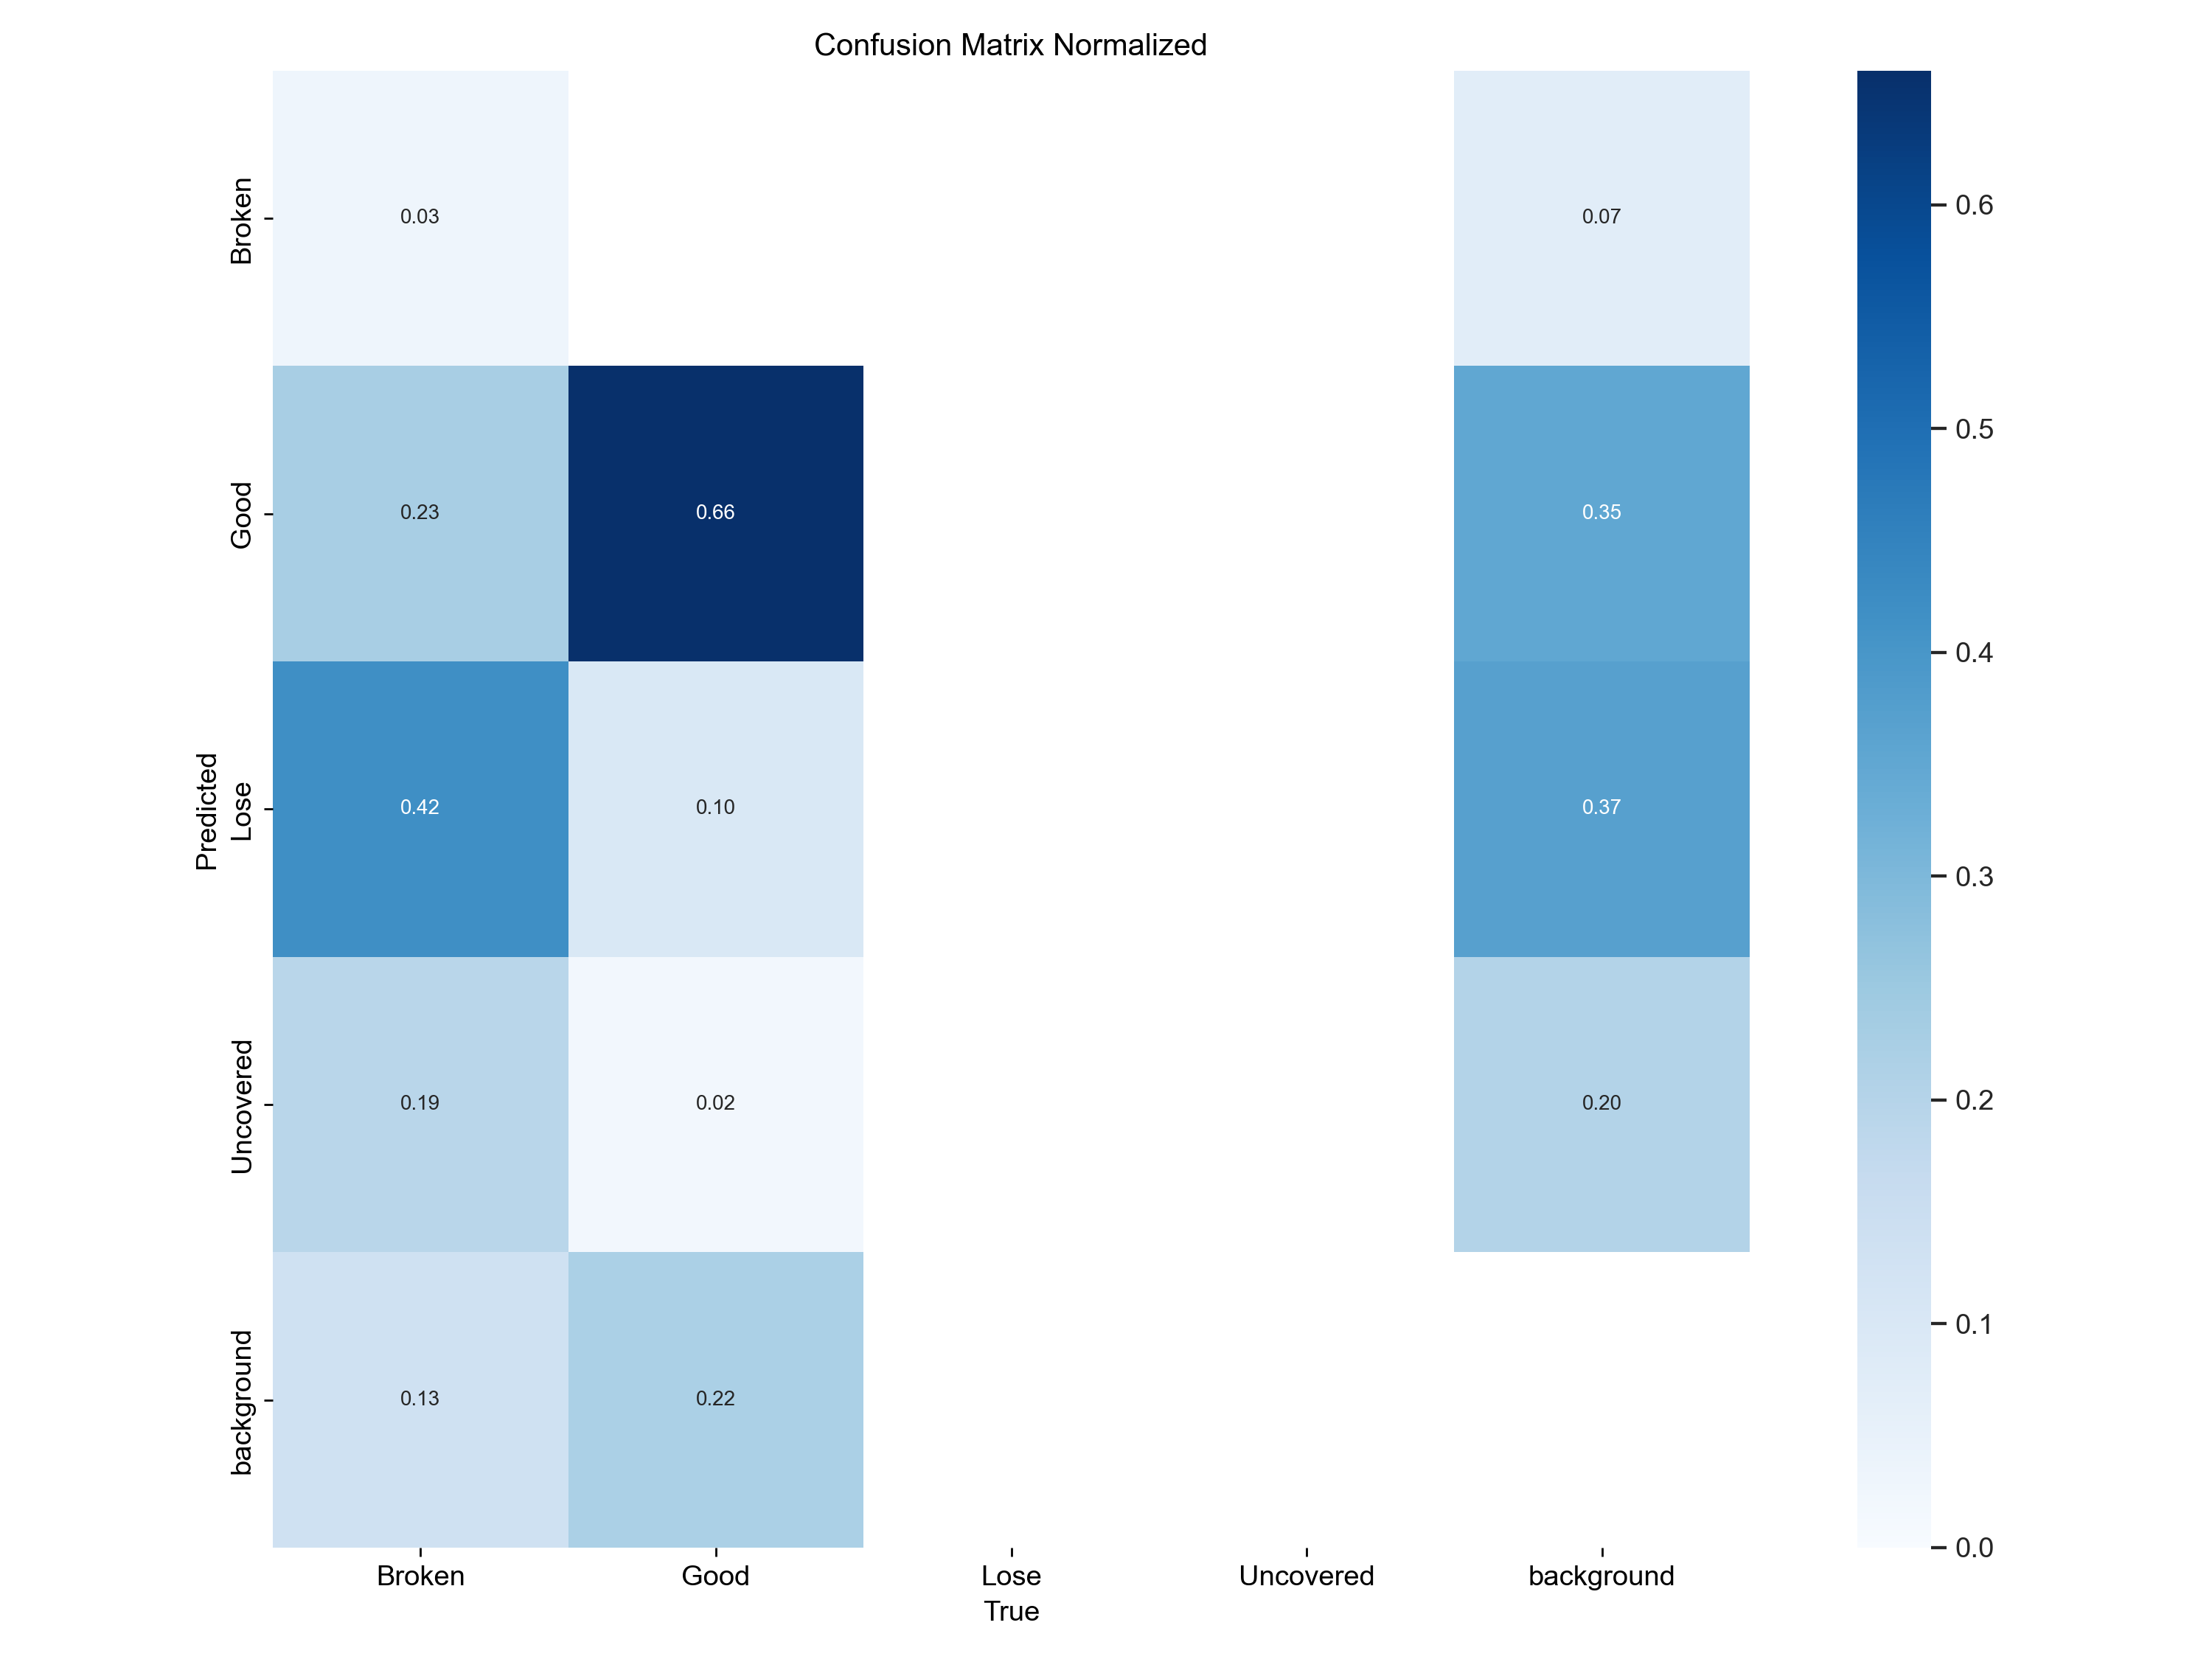 Confusion Matrix Normalized
Broken
0.03
0.07
Good
0.23
0.66
0.35
Lose
0.42
0.10
0.37
Uncovered
0.19
0.02
0.20
background
0.13
0.22
Predicted
Broken
Good
Lose
Uncovered
background
True
0.6
0.5
0.4
0.3
0.2
0.1
0.0